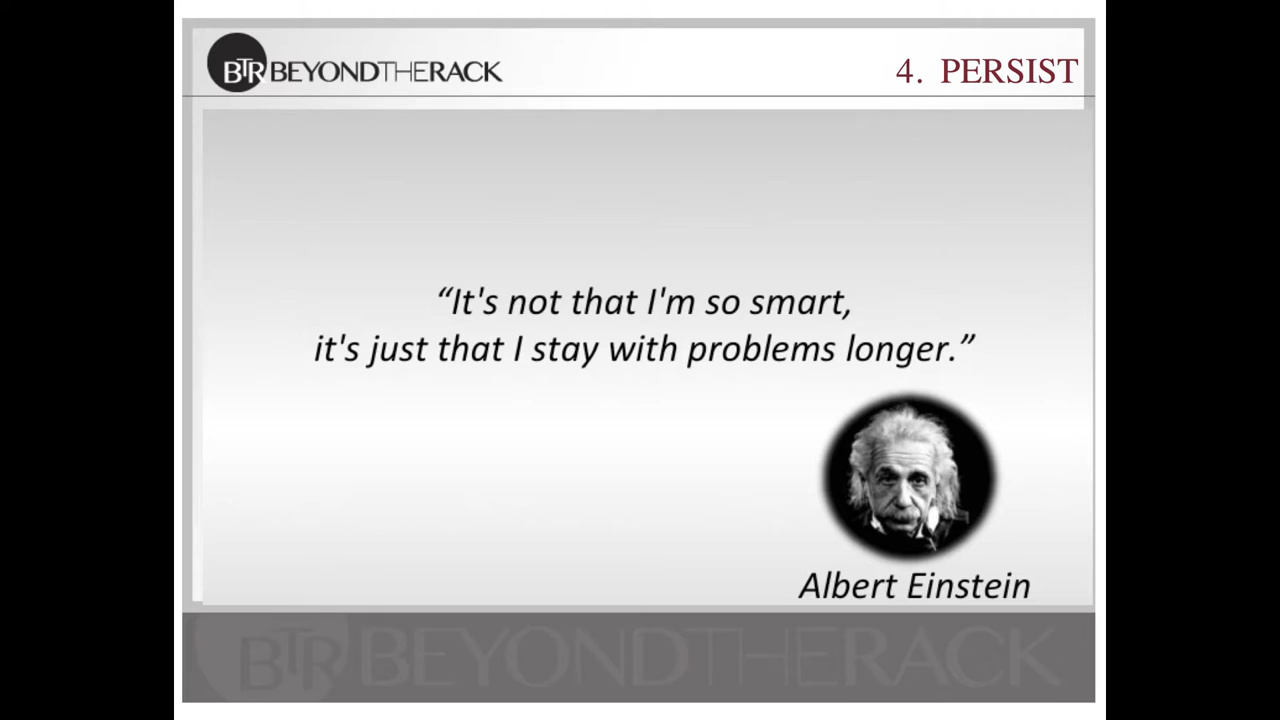 BTR BEYONDTHERACK
4. PERSIST
“It's not that I'm so smart,
it's just that I stay with problems longer.”
Albert Einstein
BTR BEYONDTHERACK